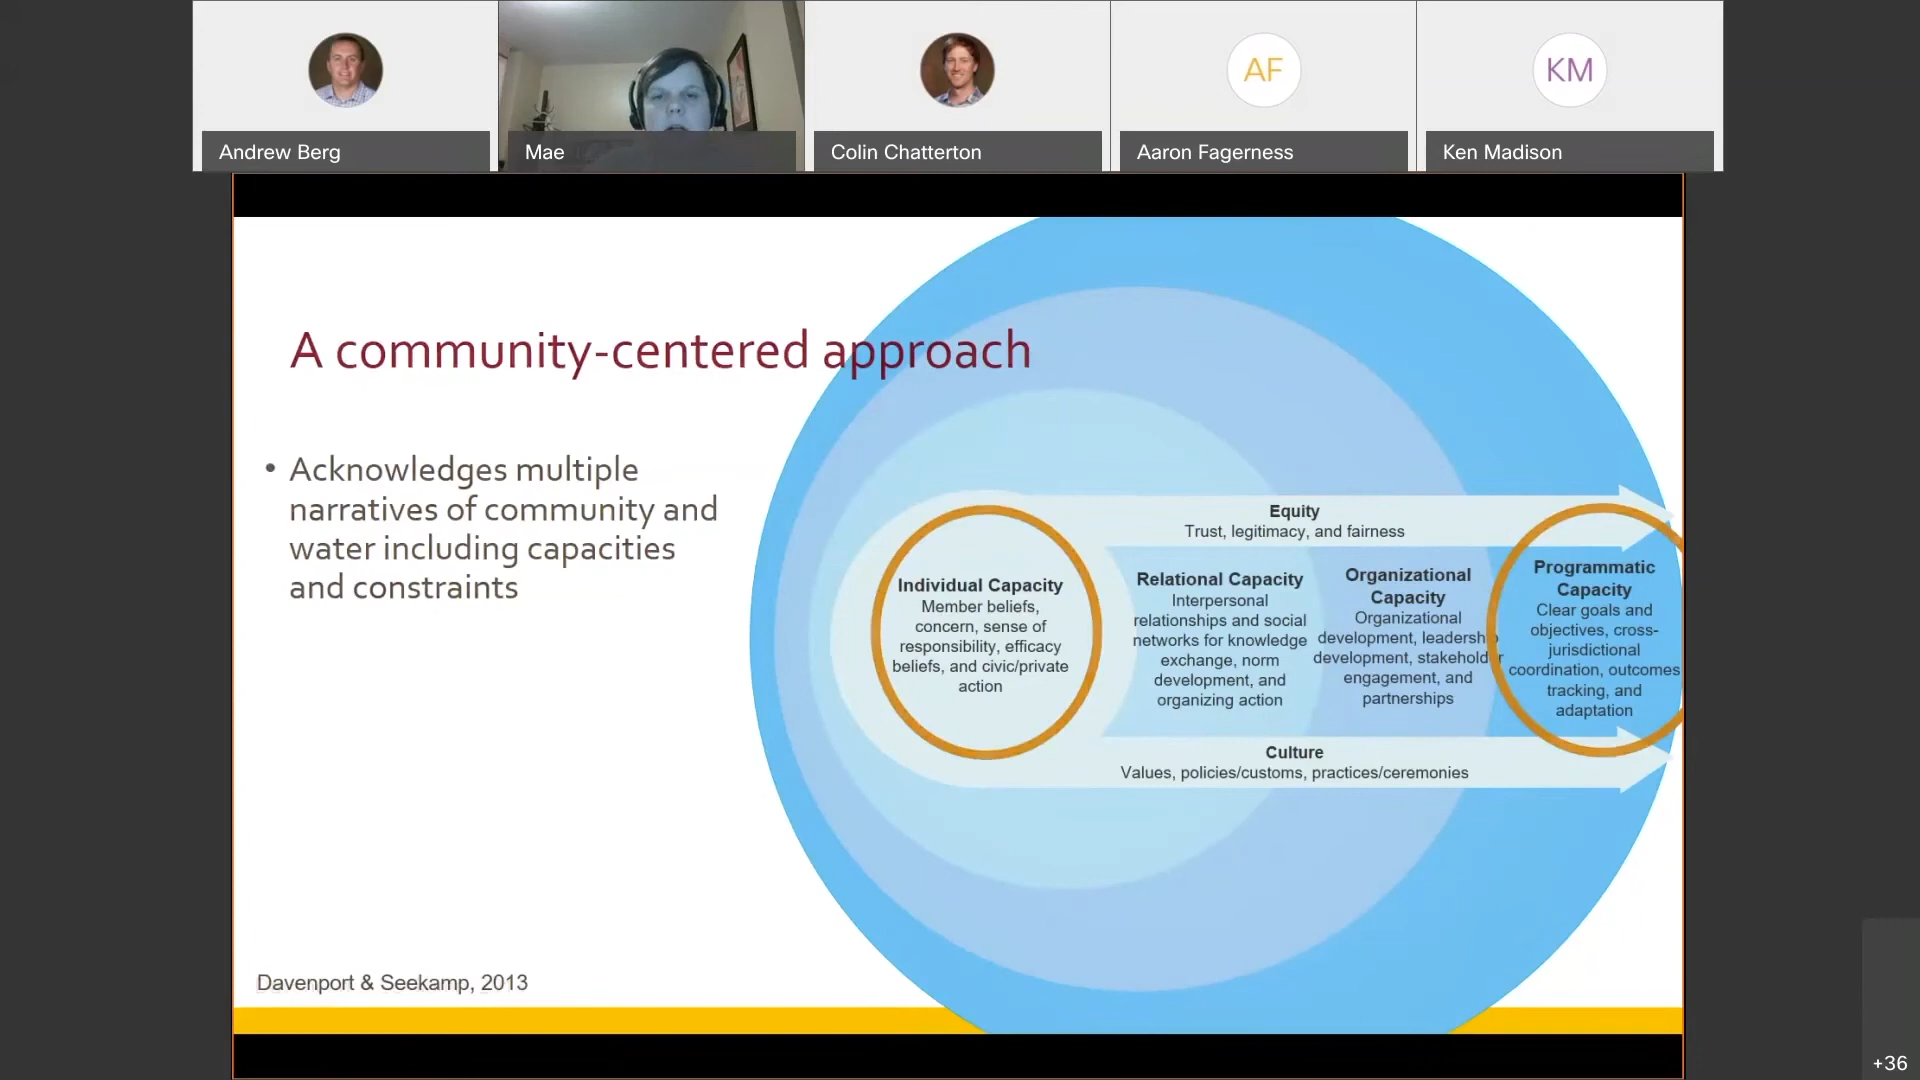 Andrew Berg
Mae
Colin Chatterton
AF
Aaron Fagerness
KM
Ken Madison
A community-centered approach
• Acknowledges multiple
narratives of community and
water including capacities
and constraints
Equity
Trust, legitimacy, and fairness
Individual Capacity
Member beliefs,
concern, sense of
responsibility, efficacy
beliefs, and civic/private
action
Relational Capacity
Interpersonal
relationships and social
networks for knowledge
exchange, norm
development, and
organizing action
Organizational
Capacity
Organizational
development, leadership
development, stakeholder
engagement, and
partnerships
Programmatic
Capacity
Clear goals and
objectives, cross-
jurisdictional
coordination, outcomes
tracking, and
adaptation
Culture
Values, policies/customs, practices/ceremonies
Davenport & Seekamp, 2013
+36